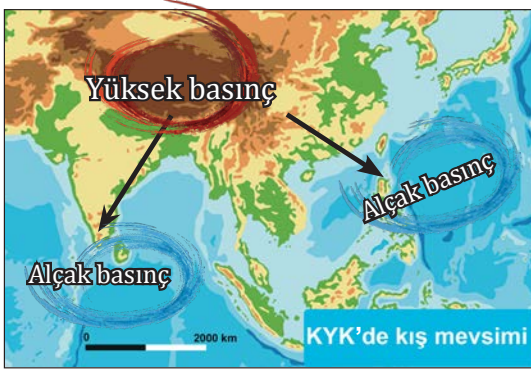 Yüksek basınç
Alçak basınç
Alçak basınç
0 2000 km
KYK'de kış mevsimi